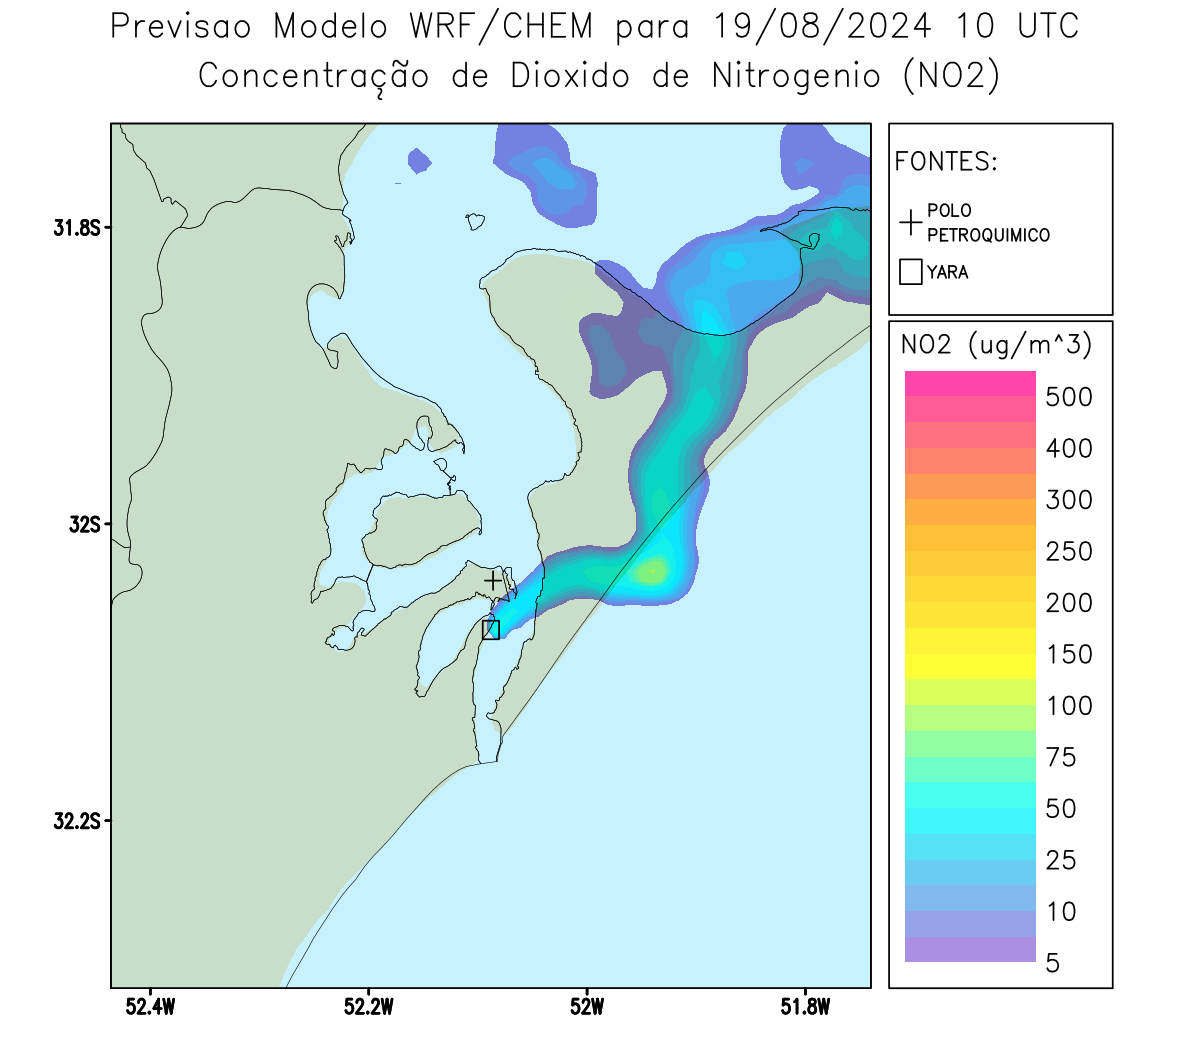 Previsao Modelo WRF/CHEM para 19/08/2024 10 UTC
Concentração de Dioxido de Nitrogenio (NO2)
FONTES:
POLO
PETROQUIMICO
YARA
NO2 (ug/m^3)
500
400
300
250
200
150
100
75
50
25
10
5
31.8S
32S
32.2S
52.4W
52.2W
52W
51.8W